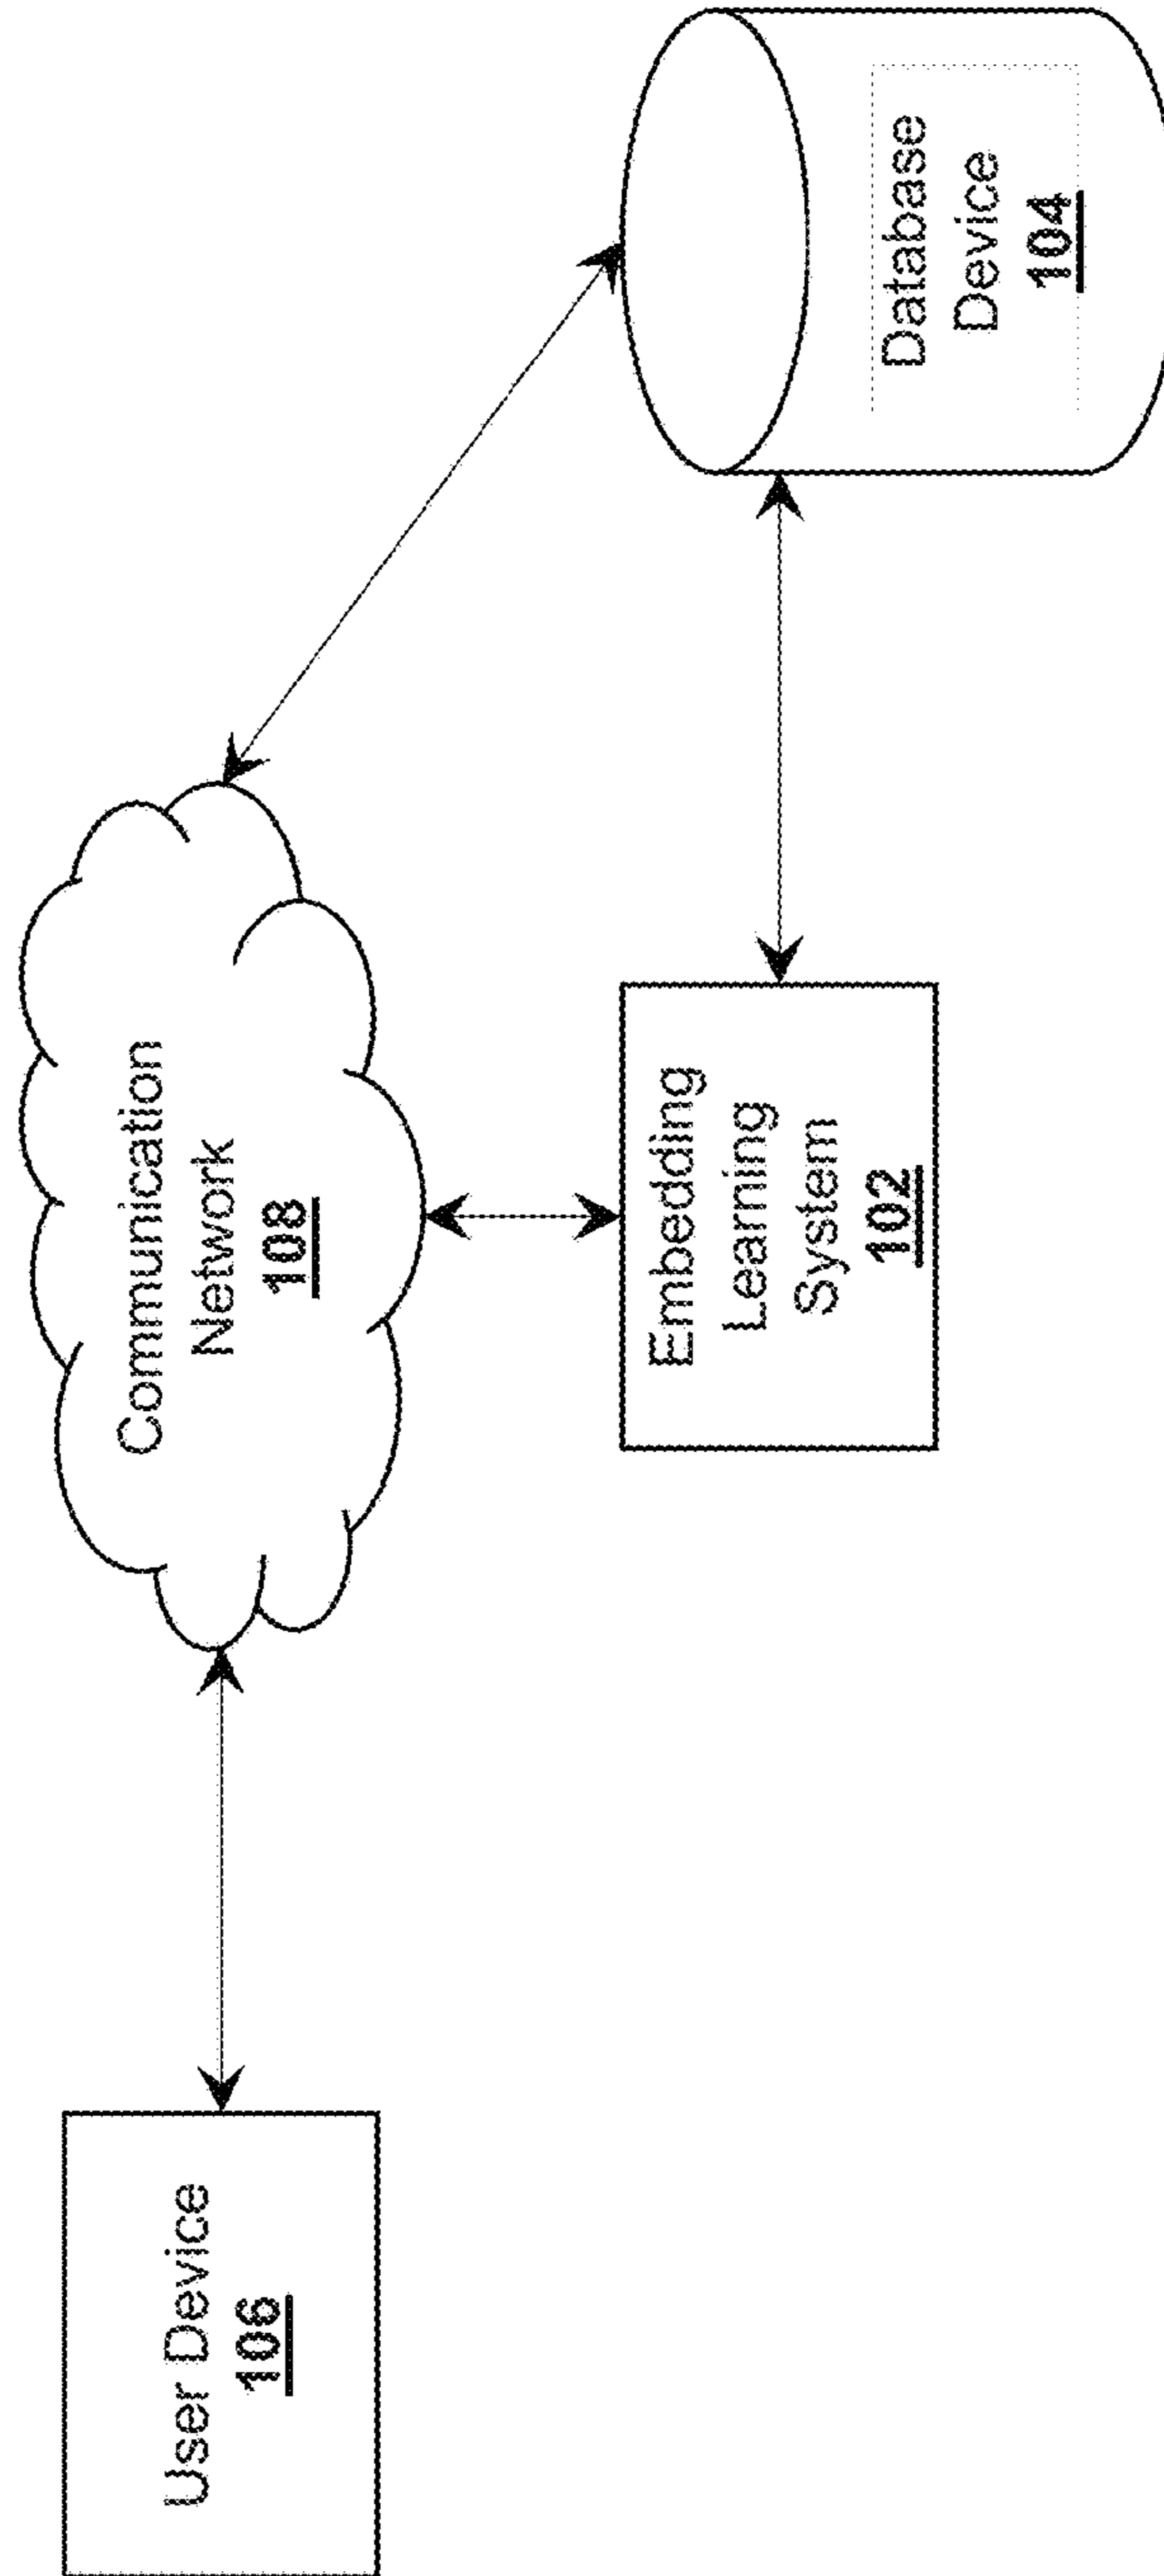 User Device
106
Communication
Network
108
Embedding
Learning
System
102
Database
Device
104